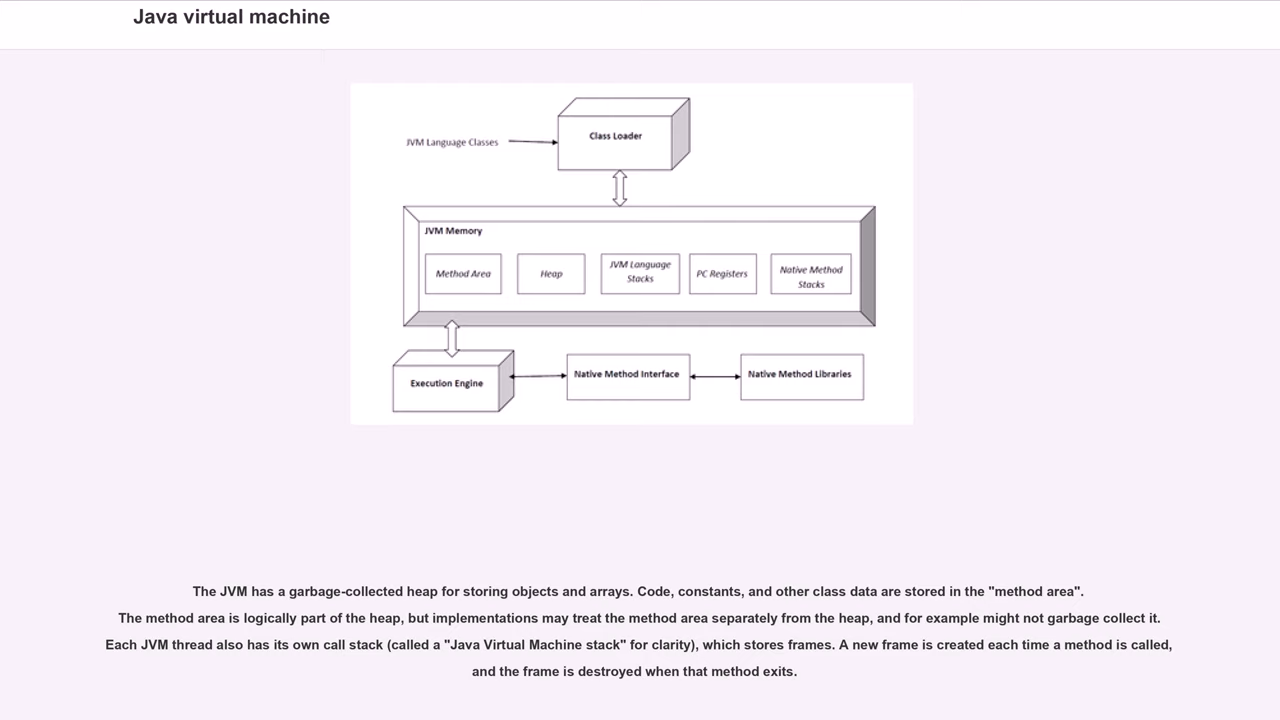 Java virtual machine
Class Loader
JVM Language Classes
JVM Memory
Method Area
Heap
JVM Language
Stacks
PC Registers
Native Method
Stacks
Execution Engine
Native Method Interface
Native Method Libraries
The JVM has a garbage-collected heap for storing objects and arrays. Code, constants, and other class data are stored in the "method area".
The method area is logically part of the heap, but implementations may treat the method area separately from the heap, and for example might not garbage collect it.
Each JVM thread also has its own call stack (called a "Java Virtual Machine stack" for clarity), which stores frames. A new frame is created each time a method is called,
and the frame is destroyed when that method exits.